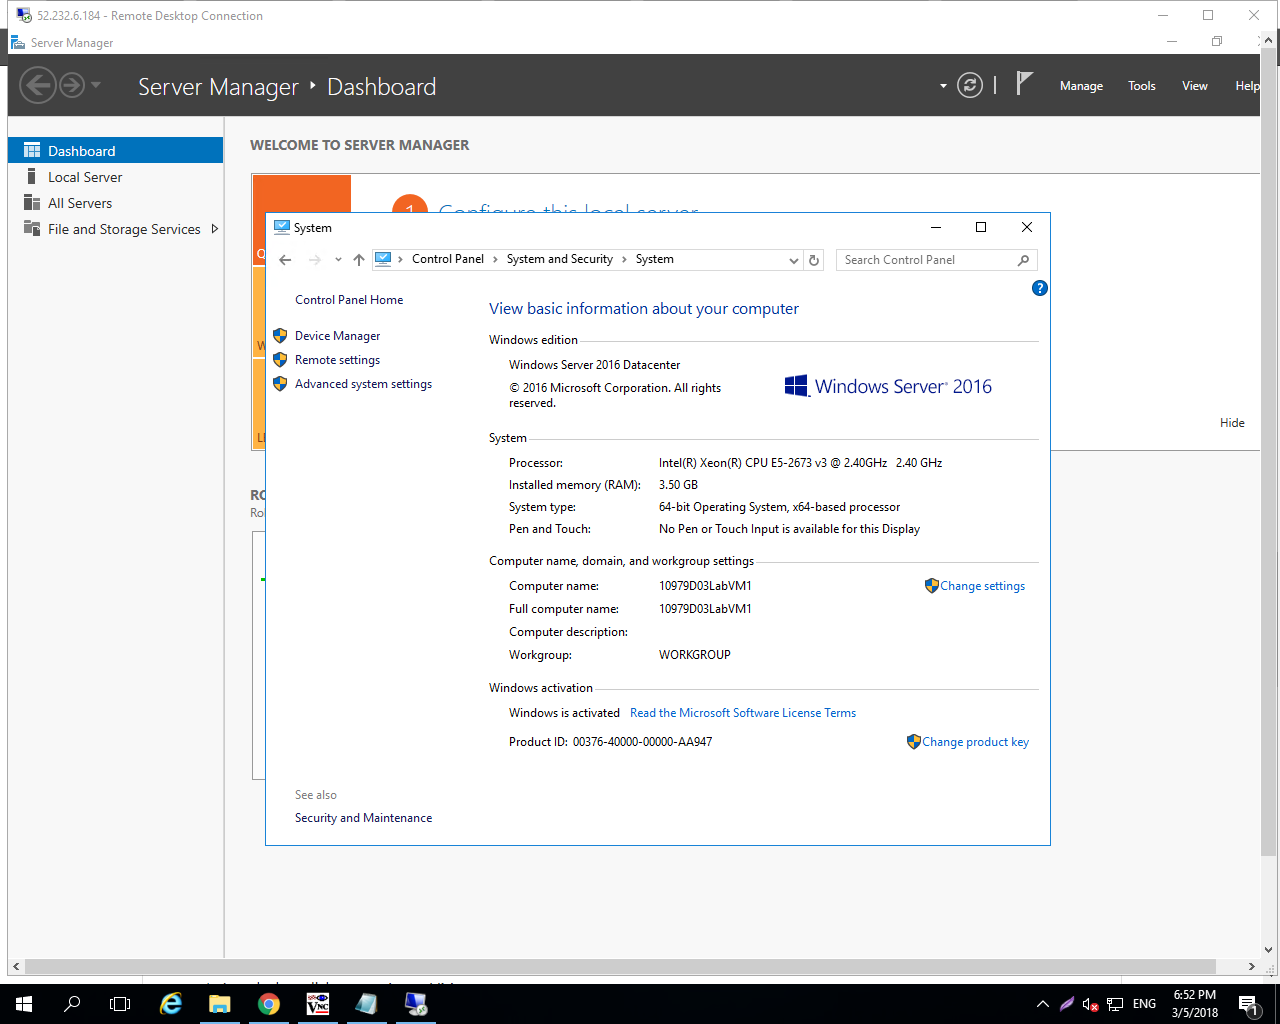 52.232.6.184 - Remote Desktop Connection
Server Manager
Server Manager ‣ Dashboard
Manage Tools View Help
Dashboard
Local Server
All Servers
File and Storage Services
WELCOME TO SERVER MANAGER
1 Configure this local server
Hide
System
Control Panel > System and Security > System
Search Control Panel
Control Panel Home
Device Manager
Remote settings
Advanced system settings
See also
Security and Maintenance
View basic information about your computer
Windows edition
Windows Server 2016 Datacenter
© 2016 Microsoft Corporation. All rights
reserved.
Windows Server® 2016
System
Processor: Intel(R) Xeon(R) CPU E5-2673 v3 @ 2.40GHz 2.40 GHz
Installed memory (RAM): 3.50 GB
System type: 64-bit Operating System, x64-based processor
Pen and Touch: No Pen or Touch Input is available for this Display
Computer name, domain, and workgroup settings
Computer name: 10979D03LabVM1 Change settings
Full computer name: 10979D03LabVM1
Computer description:
Workgroup: WORKGROUP
Windows activation
Windows is activated Read the Microsoft Software License Terms
Product ID: 00376-40000-00000-AA947 Change product key
VNC
ENG
6:52 PM
3/5/2018
1